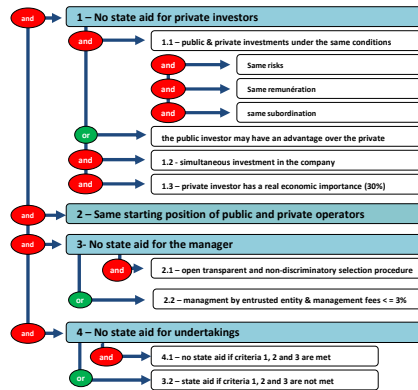 and 1 – No state aid for private investors
and 1.1 – public & private investments under the same conditions
and Same risks
and Same remunération
and same subordination
or the public investor may have an advantage over the private
and 1.2 - simultaneous investment in the company
and 1.3 – private investor has a real economic importance (30%)
and 2 – Same starting position of public and private operators
and 3- No state aid for the manager
and 2.1 – open transparent and non-discriminatory selection procedure
or 2.2 – managment by entrusted entity & management fees < = 3%
and 4 – No state aid for undertakings
and 4.1 – no state aid if criteria 1, 2 and 3 are met
or 3.2 – state aid if criteria 1, 2 and 3 are not met